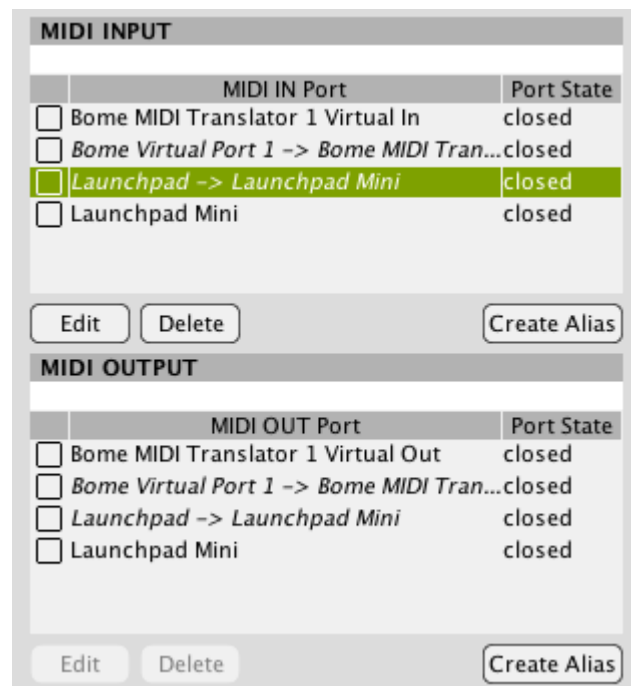 MIDI INPUT
MIDI IN Port Port State
Bome MIDI Translator 1 Virtual In closed
Bome Virtual Port 1 -> Bome MIDI Tran...closed
Launchpad -> Launchpad Mini closed
Launchpad Mini closed
Edit Delete Create Alias
MIDI OUTPUT
MIDI OUT Port Port State
Bome MIDI Translator 1 Virtual Out closed
Bome Virtual Port 1 -> Bome MIDI Tran...closed
Launchpad -> Launchpad Mini closed
Launchpad Mini closed
Edit Delete Create Alias